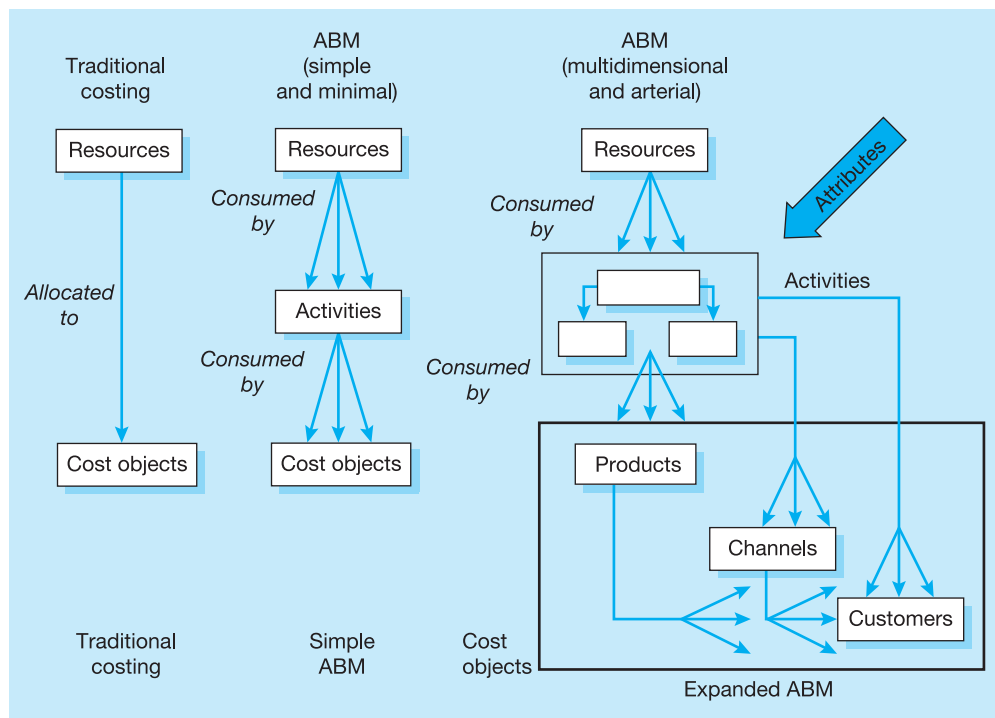 Traditional
costing
ABM
(simple
and minimal)
ABM
(multidimensional
and arterial)
Resources
Resources
Resources
Attributes
Consumed
by
Consumed
by
Allocated
to
Activities
Activities
Consumed
by
Consumed
by
Cost objects
Cost objects
Products
Channels
Customers
Traditional
costing
Simple
ABM
Cost
objects
Expanded ABM